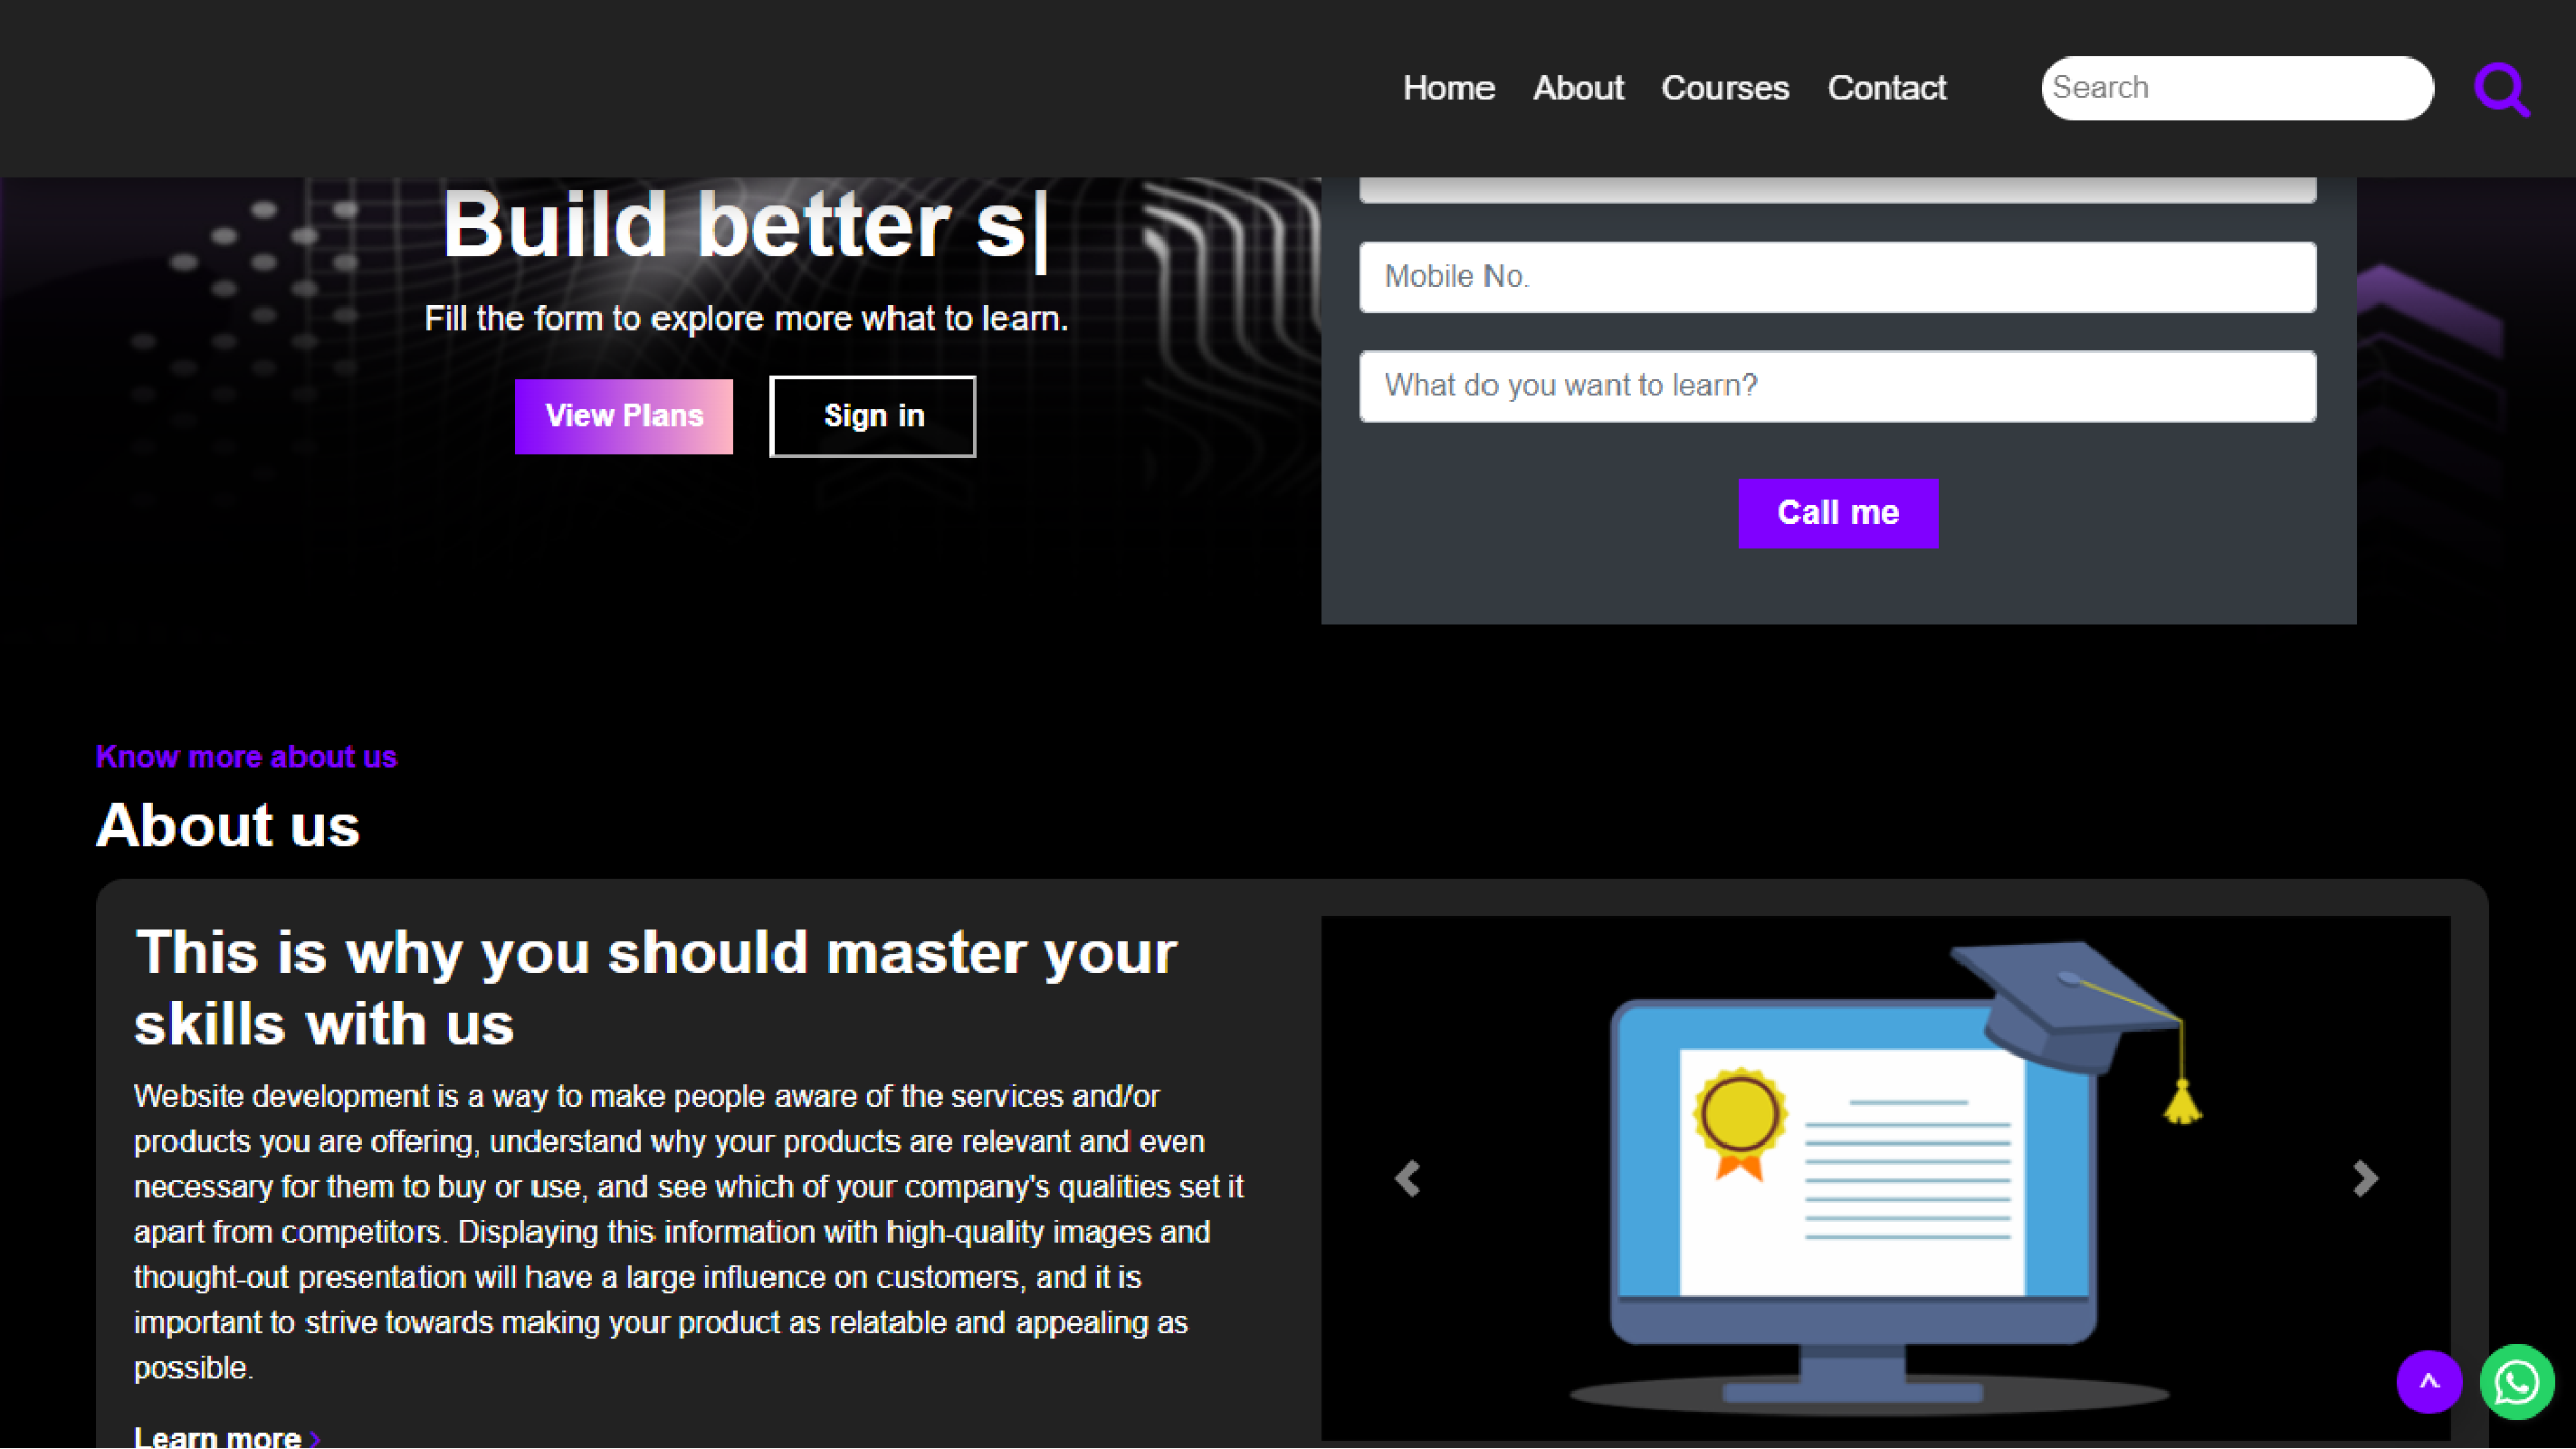 Home About Courses Contact Search
Build better s|
Fill the form to explore more what to learn.
View Plans Sign in
Mobile No.
What do you want to learn?
Call me
Know more about us
About us
This is why you should master your
skills with us
Website development is a way to make people aware of the services and/or
products you are offering, understand why your products are relevant and even
necessary for them to buy or use, and see which of your company's qualities set it
apart from competitors. Displaying this information with high-quality images and
thought-out presentation will have a large influence on customers, and it is
important to strive towards making your product as relatable and appealing as
possible.
Learn more >
^